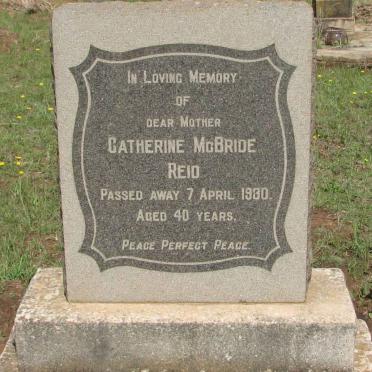 In Loving Memory
of
dear Mother
Catherine McBride
Reid
Passed away 7 April 1930.
Aged 40 years.
Peace Perfect Peace.